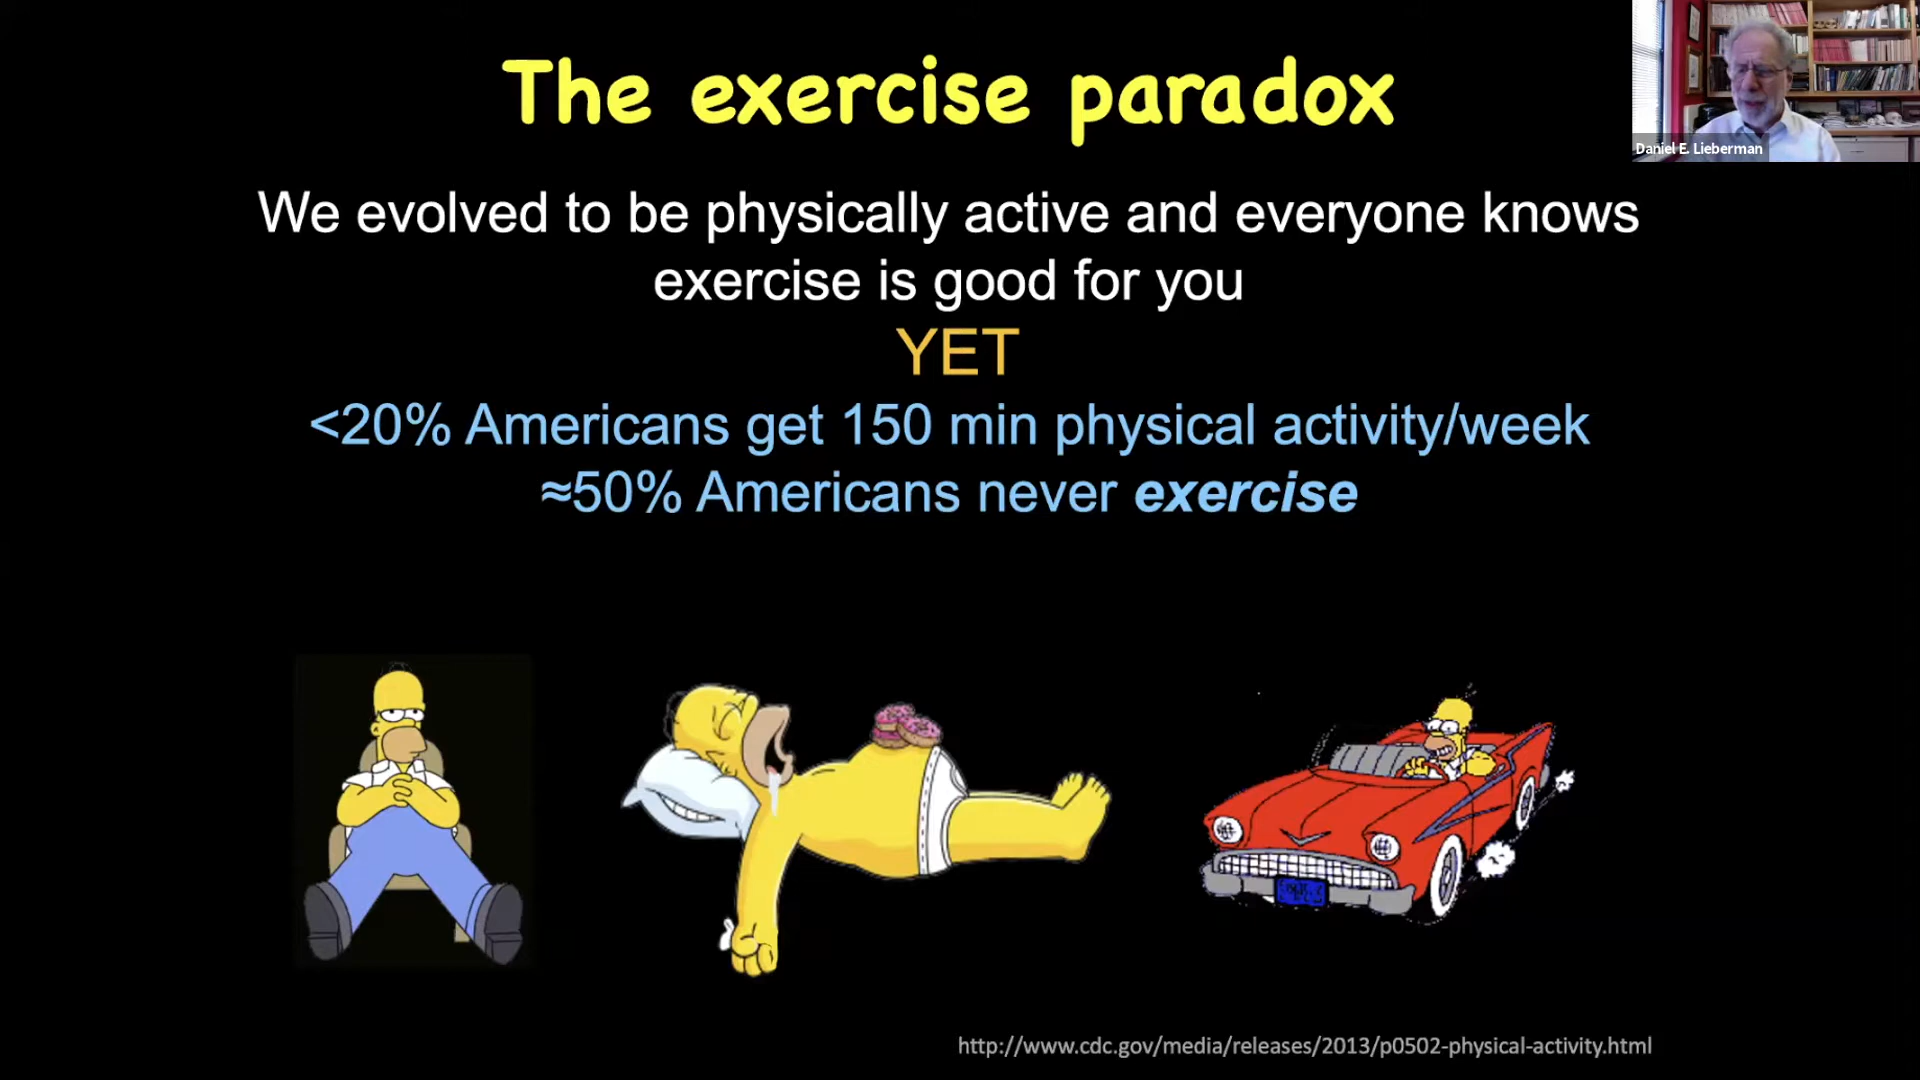 The exercise paradox
Daniel E. Lieberman
We evolved to be physically active and everyone knows
exercise is good for you
YET
<20% Americans get 150 min physical activity/week
≈50% Americans never exercise
http://www.cdc.gov/media/releases/2013/p0502-physical-activity.html